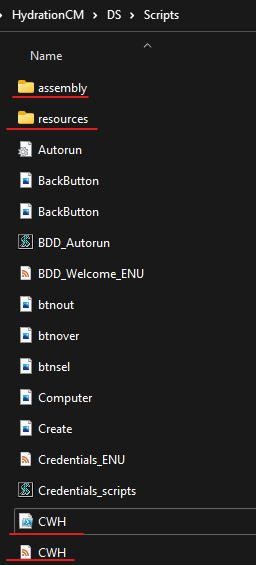 HydrationCM > DS > Scripts
Name
assembly
resources
Autorun
BackButton
BackButton
BDD_Autorun
BDD_Welcome_ENU
btnout
btnover
btnsel
Computer
Create
Credentials_ENU
Credentials_scripts
CWH
CWH